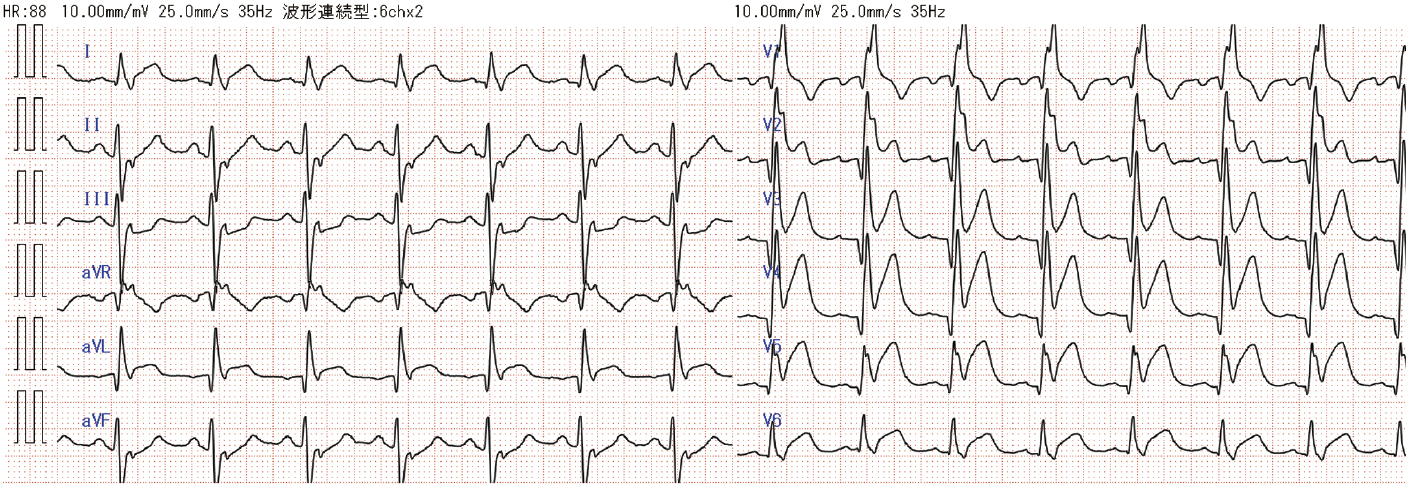 HR:88 10.00mm/mV 25.0mm/s 35Hz 波形連続型:6chx2
10.00mm/mV 25.0mm/s 35Hz
I
II
III
aVR
aVL
aVF
V1
V2
V3
V4
V5
V6